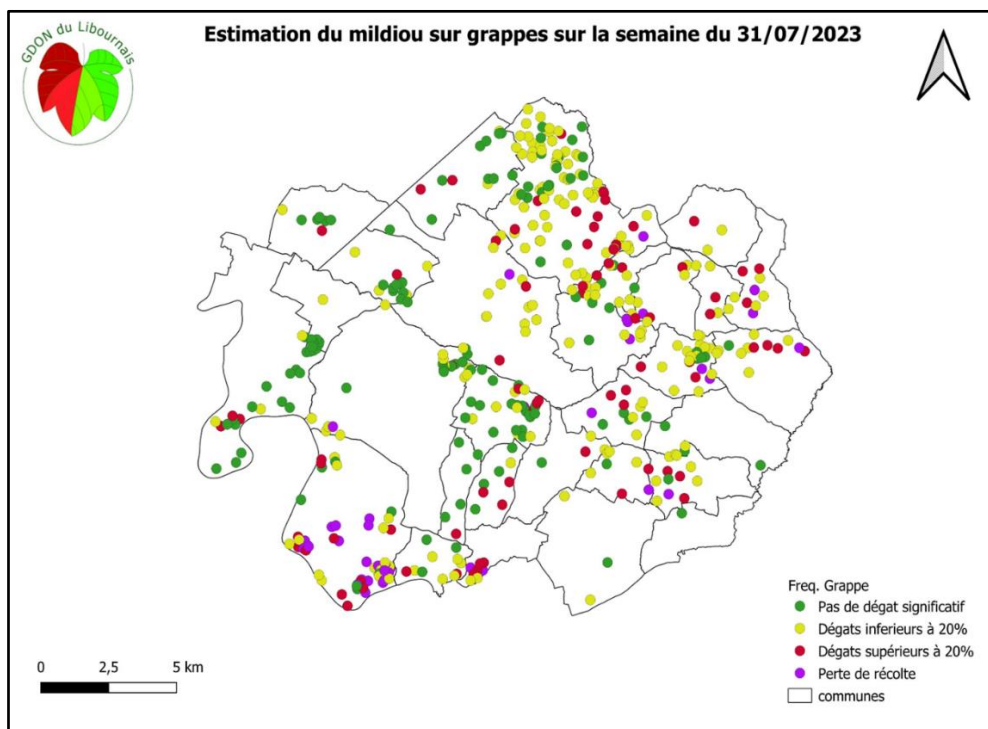 GDON du Libournais
Estimation du mildiou sur grappes sur la semaine du 31/07/2023
Freq. Grappe
Pas de dégat significatif
Dégats inferieurs à 20%
Dégats supérieurs à 20%
Perte de récolte
communes
0 2,5 5 km